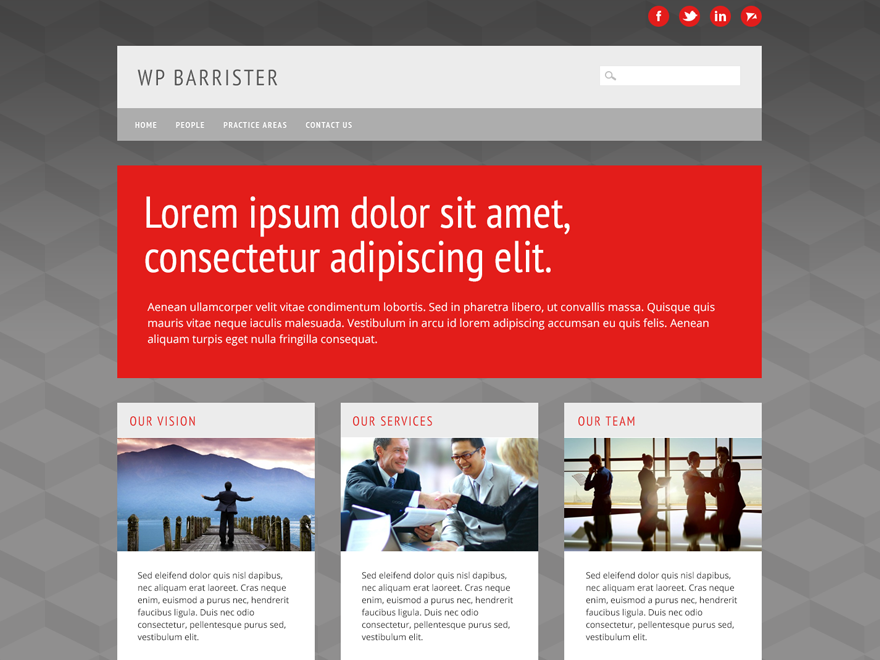 WP BARRISTER
HOME PEOPLE PRACTICE AREAS CONTACT US
Lorem ipsum dolor sit amet,
consectetur adipiscing elit.
Aenean ullamcorper velit vitae condimentum lobortis. Sed in pharetra libero, ut convallis massa. Quisque quis
mauris vitae neque iaculis malesuada. Vestibulum in arcu id lorem adipiscing accumsan eu quis felis. Aenean
aliquam turpis eget nulla fringilla consequat.
OUR VISION
Sed eleifend dolor quis nisl dapibus,
nec aliquam erat laoreet. Cras neque
enim, euismod a purus nec, hendrerit
faucibus ligula. Duis nec odio
consectetur, pellentesque purus sed,
vestibulum elit.
OUR SERVICES
Sed eleifend dolor quis nisl dapibus,
nec aliquam erat laoreet. Cras neque
enim, euismod a purus nec, hendrerit
faucibus ligula. Duis nec odio
consectetur, pellentesque purus sed,
vestibulum elit.
OUR TEAM
Sed eleifend dolor quis nisl dapibus,
nec aliquam erat laoreet. Cras neque
enim, euismod a purus nec, hendrerit
faucibus ligula. Duis nec odio
consectetur, pellentesque purus sed,
vestibulum elit.